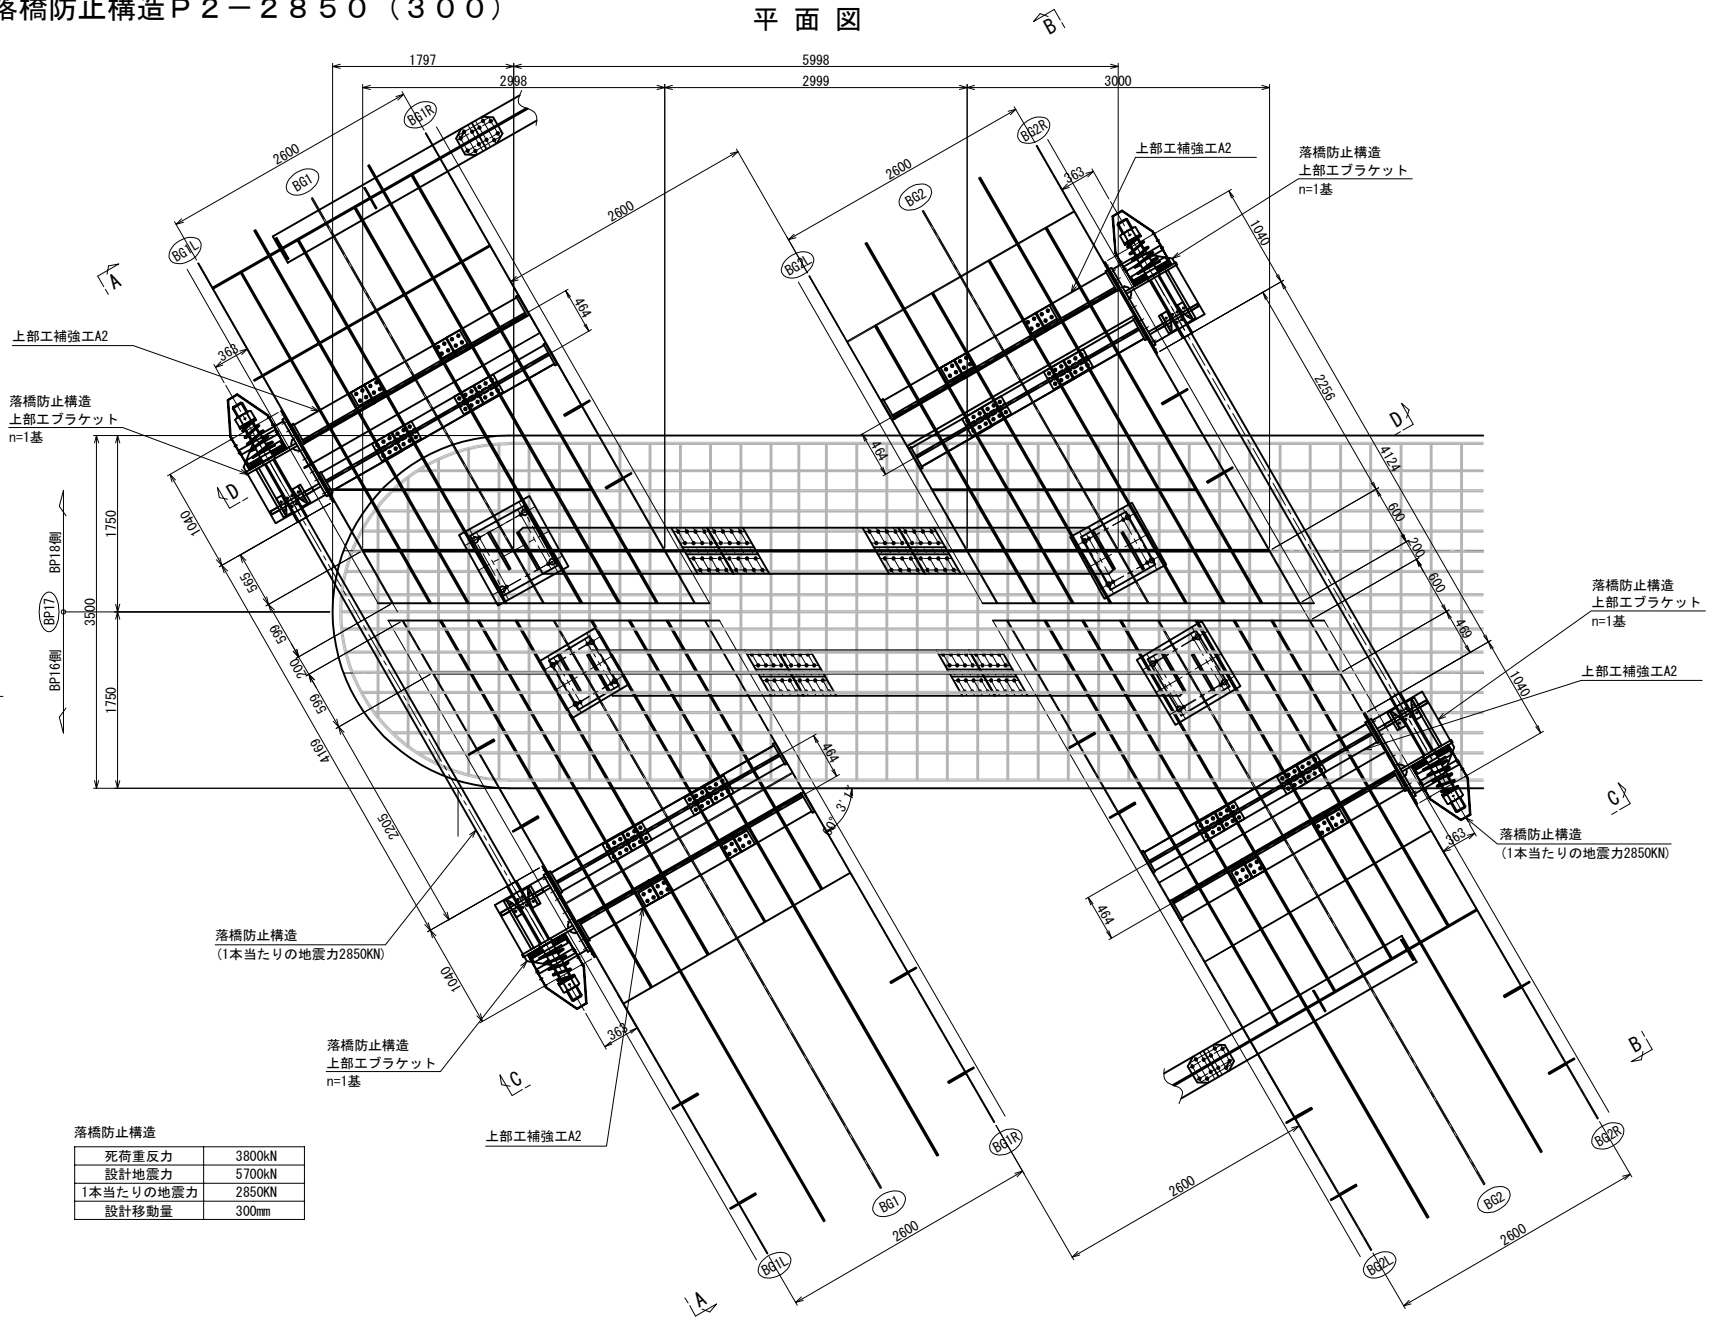 落橋防止構造Ｐ２－２８５０（３００）
平面図
B
1797
5998
2998
2999
3000
BG1R
BG1
BG1L
2600
2600
A
BG2R
BG2
BG2L
2600
363
上部工補強工A2
落橋防止構造
上部工ブラケット
n=1基
1040
464
上部工補強工A2
363
落橋防止構造
上部工ブラケット
n=1基
D
2256
D
4124
464
1040
BP18側
1750
BP17
3500
BP16側
1750
565
599
200
599
4169
2205
600
200
600
469
1040
落橋防止構造
上部工ブラケット
n=1基
上部工補強工A2
464
C
363
落橋防止構造
(1本当たりの地震力2850KN)
落橋防止構造
(1本当たりの地震力2850KN)
1040
363
464
落橋防止構造
上部工ブラケット
n=1基
C
上部工補強工A2
B
BG1R
BG1
BG1L
2600
A
2600
BG2R
BG2
BG2L
2600
落橋防止構造
死荷重反力 3800kN
設計地震力 5700kN
1本当たりの地震力 2850KN
設計移動量 300mm